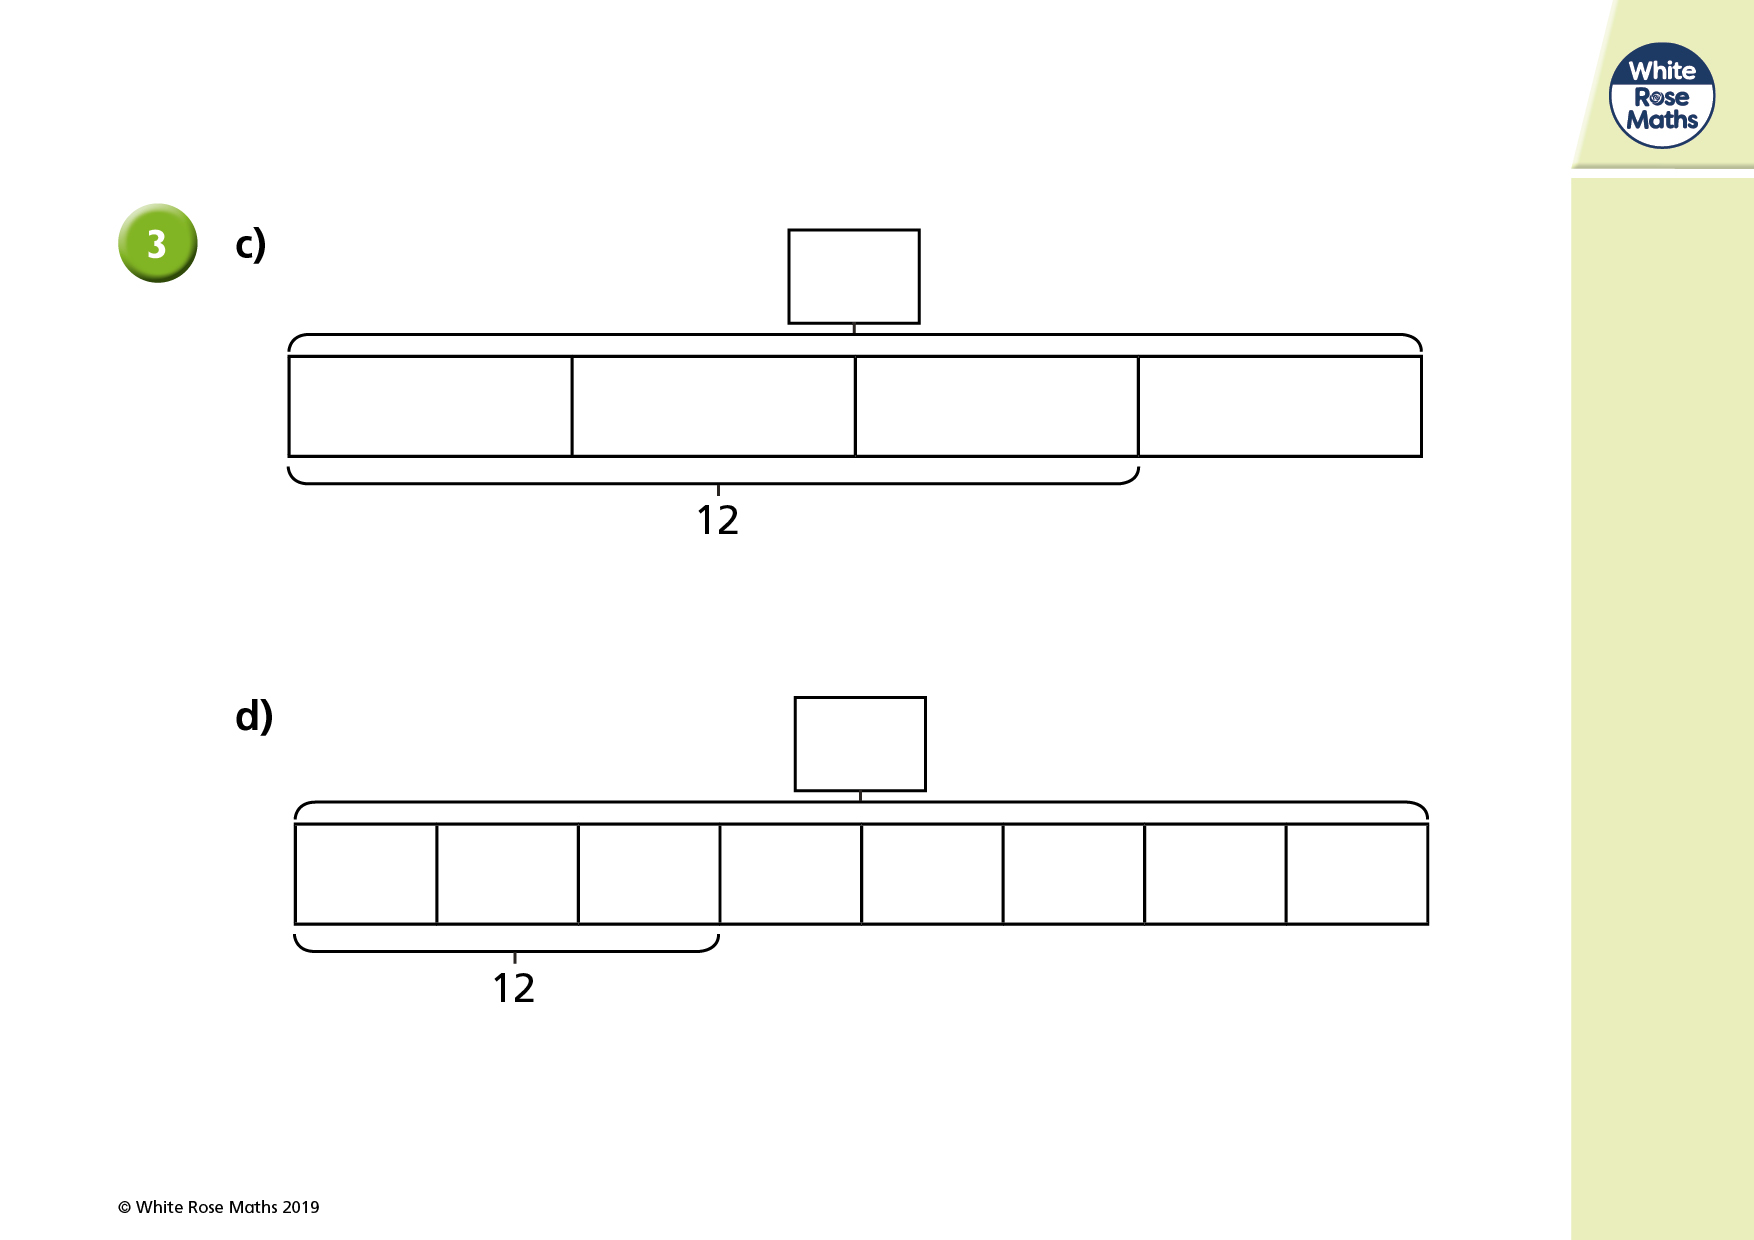 White
Rose
Maths
3 c)
12
d)
12
© White Rose Maths 2019